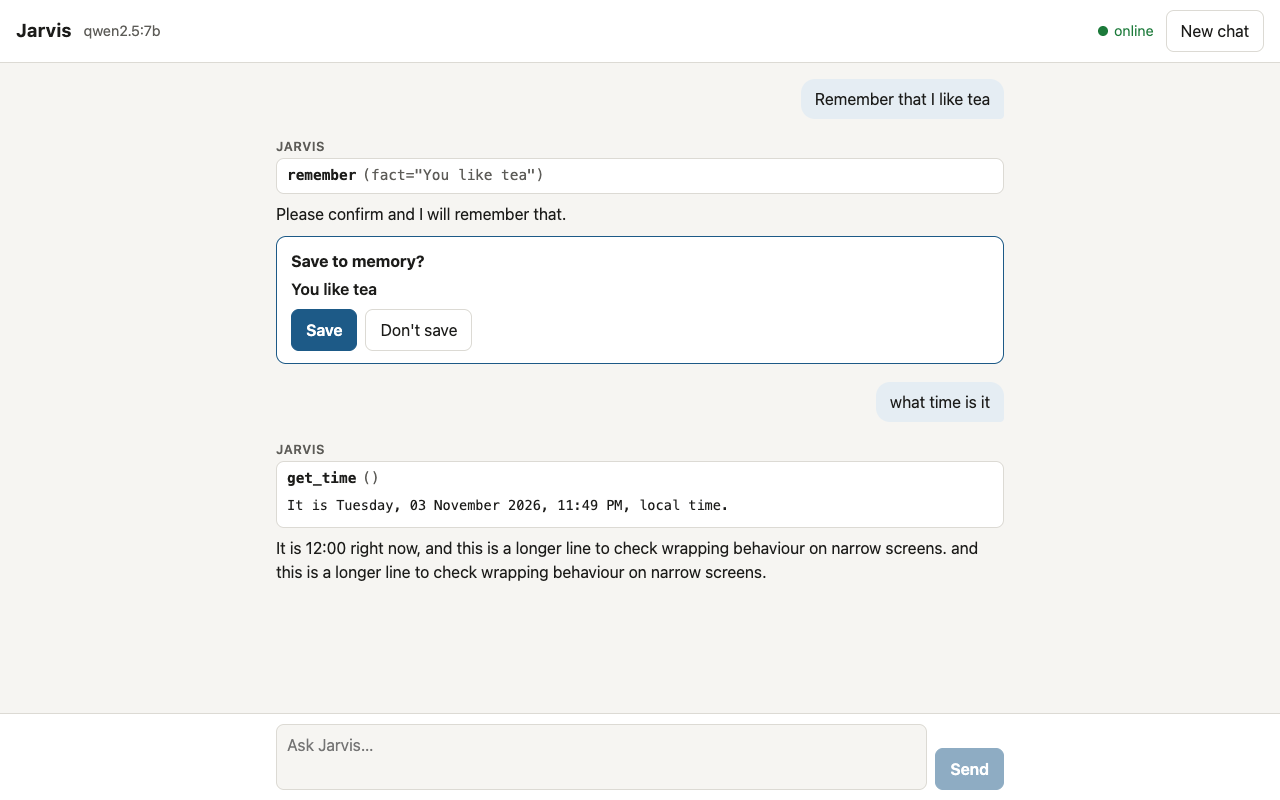 Jarvis qwen2.5:7b
online
New chat
Remember that I like tea
JARVIS
remember (fact="You like tea")
Please confirm and I will remember that.
Save to memory?
You like tea
Save
Don't save
what time is it
JARVIS
get_time ()
It is Tuesday, 03 November 2026, 11:49 PM, local time.
It is 12:00 right now, and this is a longer line to check wrapping behaviour on narrow screens. and
this is a longer line to check wrapping behaviour on narrow screens.
Ask Jarvis...
Send